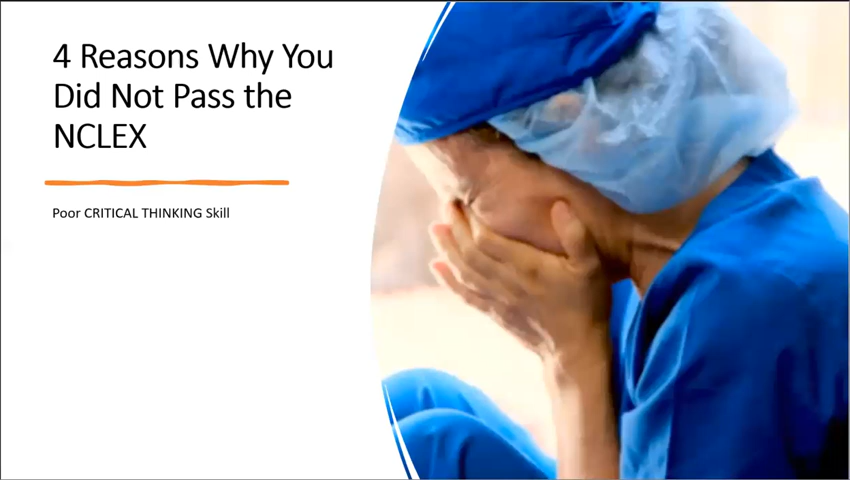 4 Reasons Why You
Did Not Pass the
NCLEX
Poor CRITICAL THINKING Skill